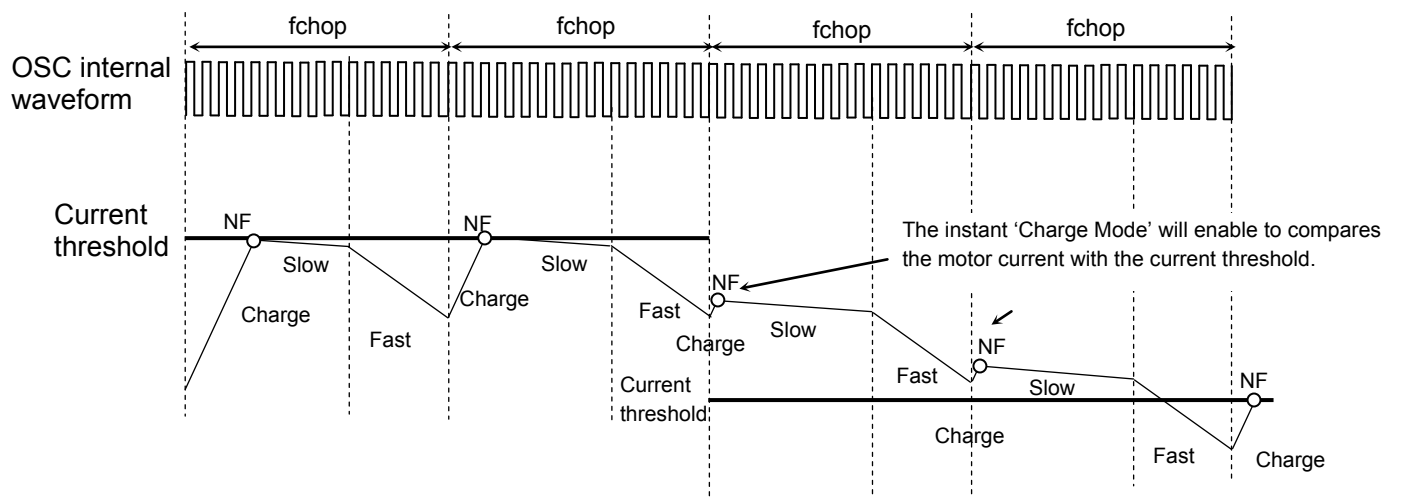 fchop
fchop
fchop
fchop
OSC internal
waveform
Current
threshold
NF
Slow
Charge
Fast
NF
Slow
Charge
Fast
Charge
The instant ‘Charge Mode’ will enable to compares
the motor current with the current threshold.
NF
Slow
Fast
Current
threshold
NF
Slow
Charge
Fast
NF
Charge